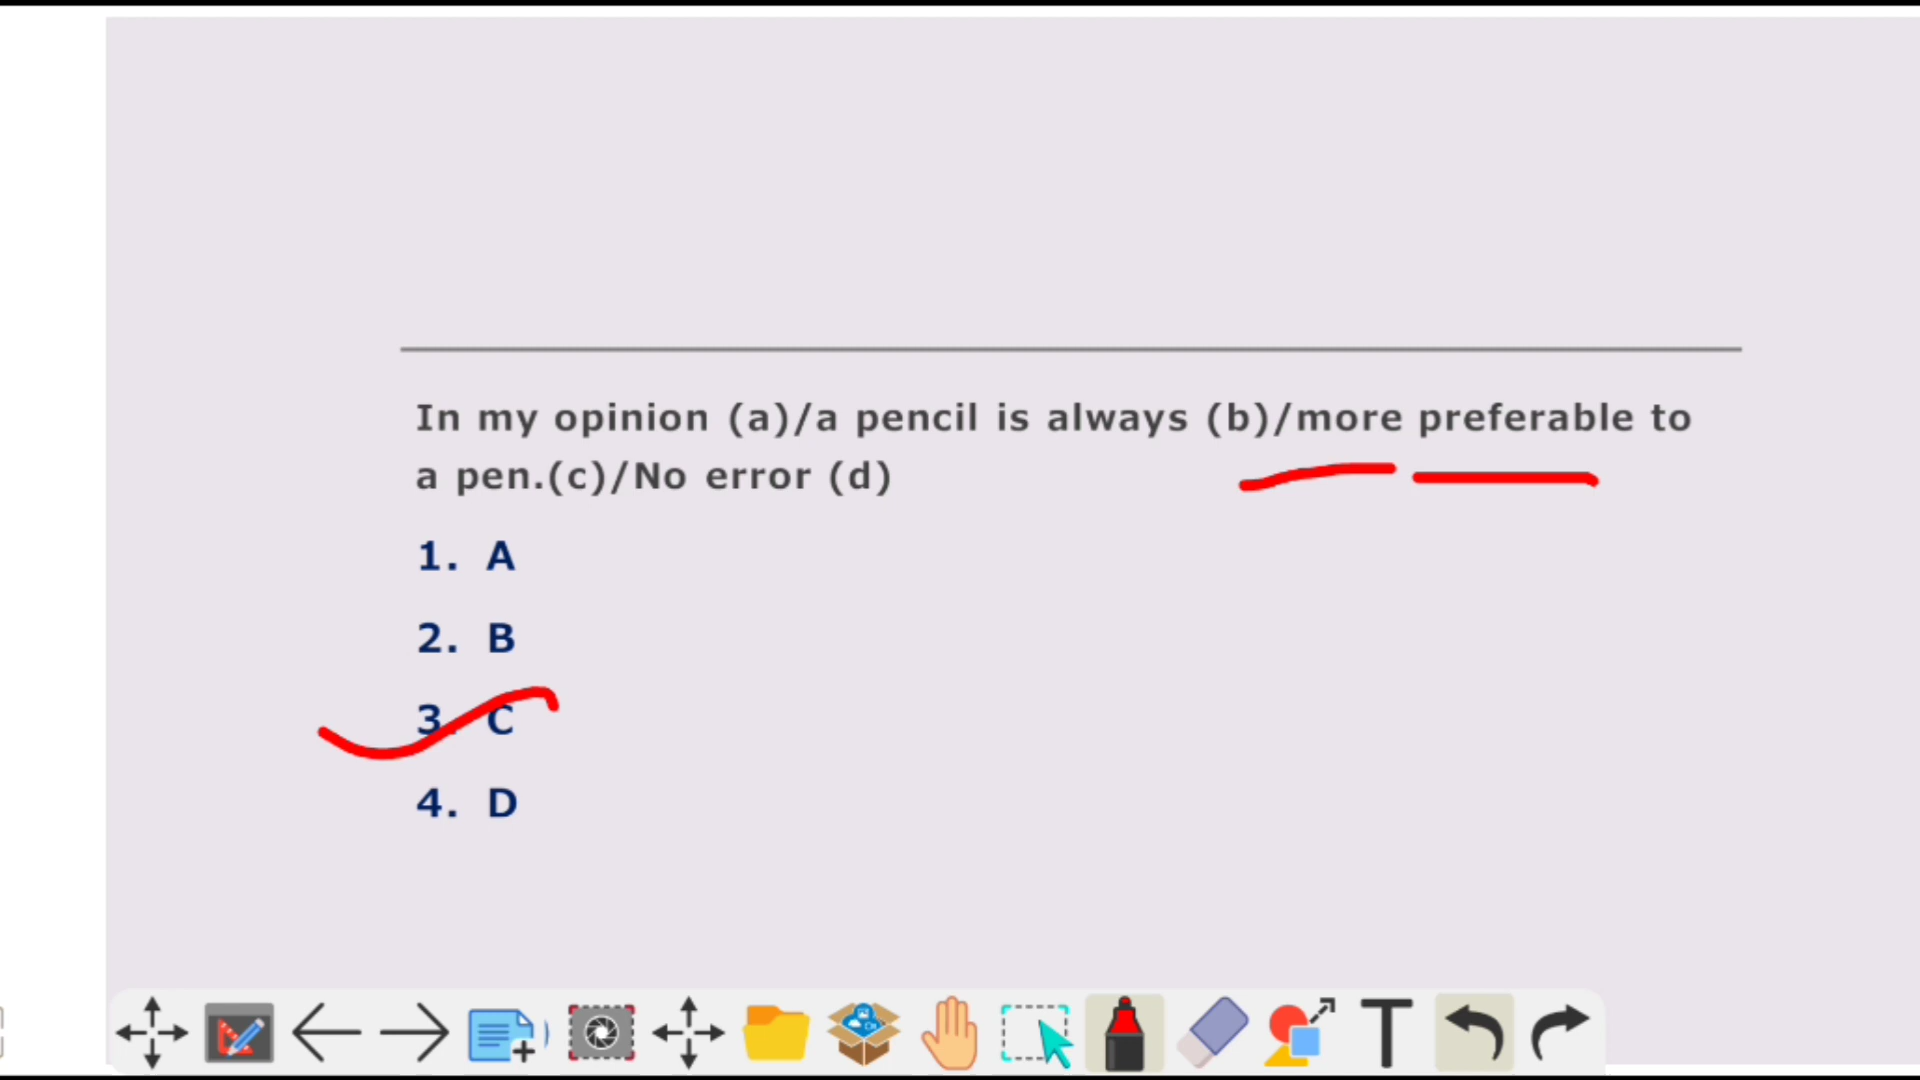 In my opinion (a)/a pencil is always (b)/more preferable to
a pen.(c)/No error (d)
1. A
2. B
3. C
4. D